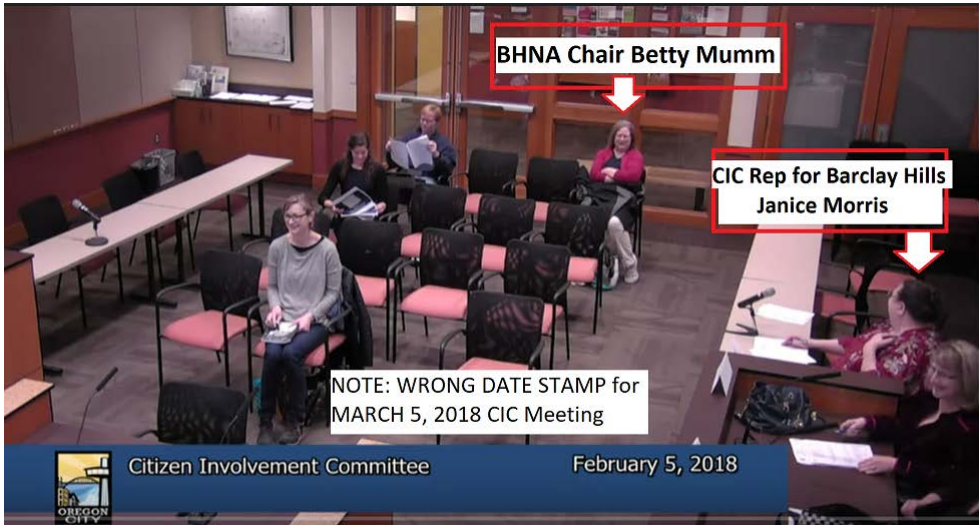 BHNA Chair Betty Mumm
CIC Rep for Barclay Hills
Janice Morris
NOTE: WRONG DATE STAMP for
MARCH 5, 2018 CIC Meeting
Citizen Involvement Committee
February 5, 2018
OREGON
CITY